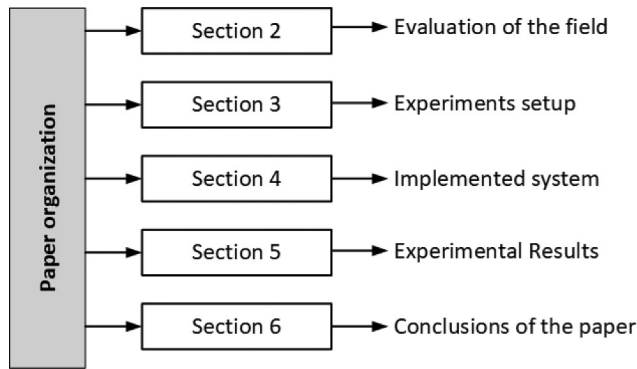 Paper organization
Section 2
Evaluation of the field
Section 3
Experiments setup
Section 4
Implemented system
Section 5
Experimental Results
Section 6
Conclusions of the paper